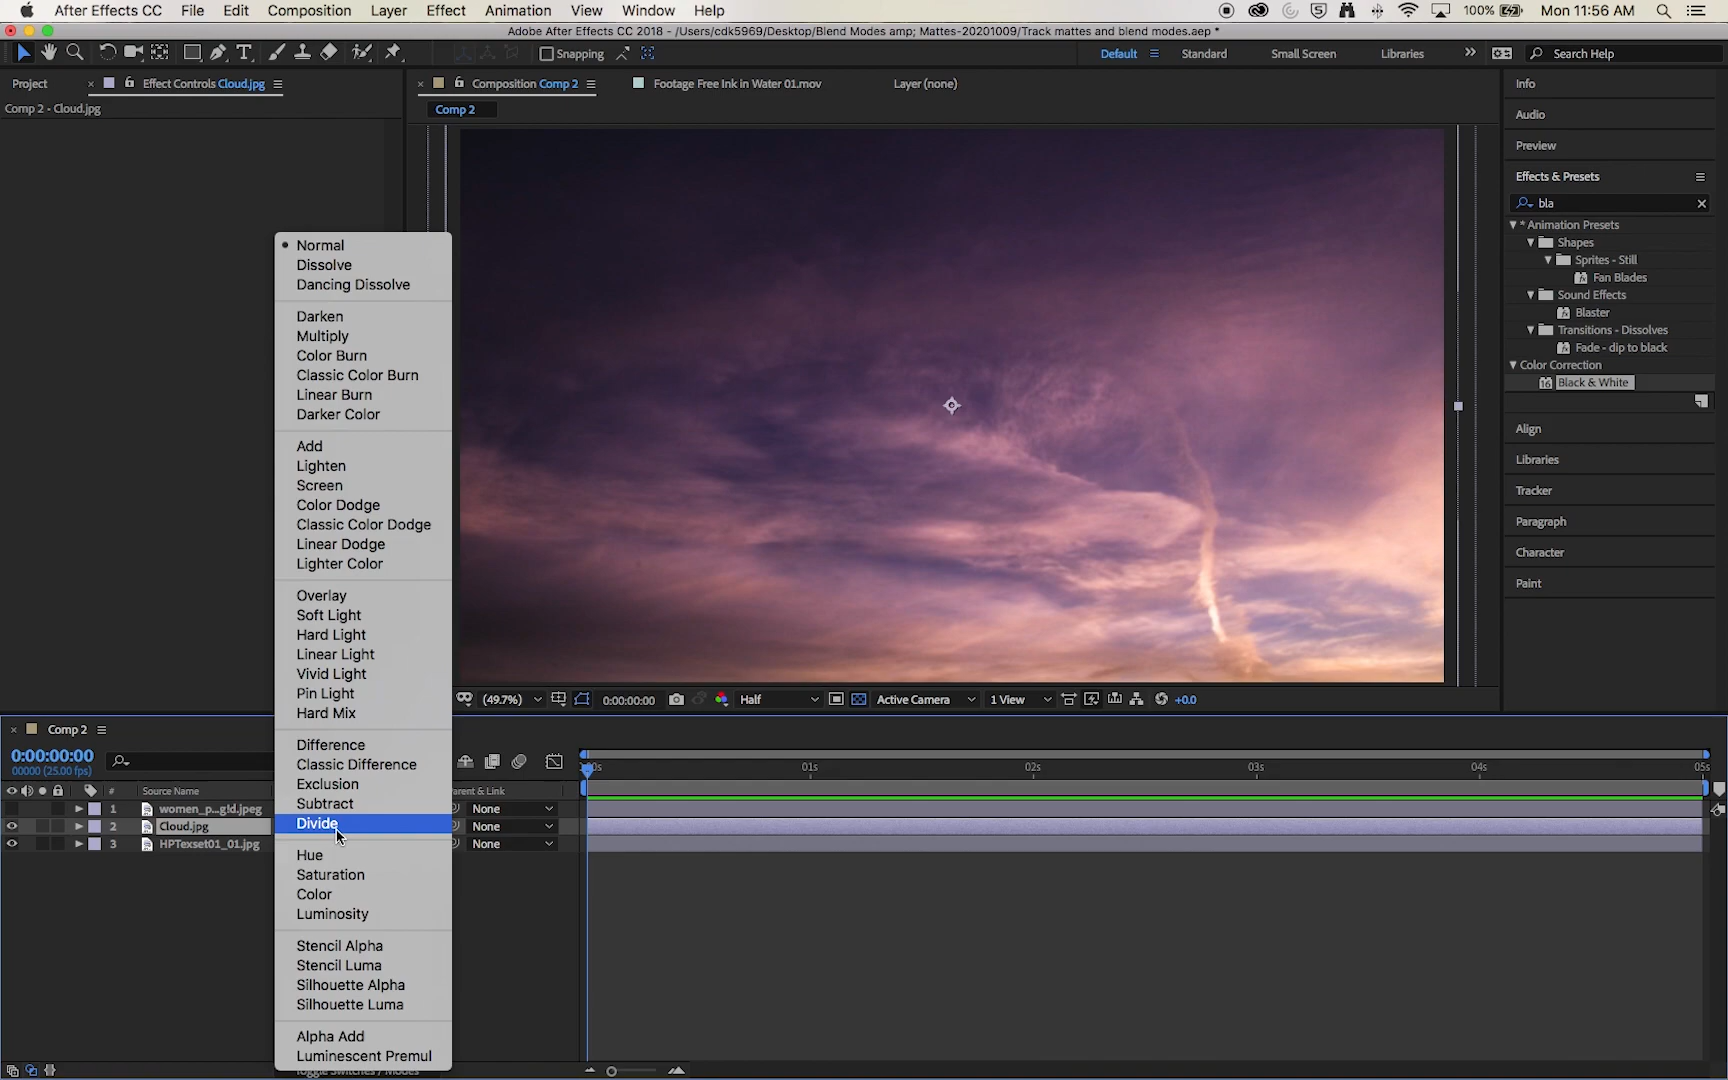 After Effects CC File Edit Composition Layer Effect Animation View Window Help 100% Mon 11:56 AM
Adobe After Effects CC 2018 - /Users/cdk5969/Desktop/Blend Modes amp; Mattes-20201009/Track mattes and blend modes.aep *
Snapping Default Standard Small Screen Libraries Search Help
Project Effect Controls Cloud.jpg Composition Comp 2 Footage Free Ink in Water 01.mov Layer (none)
Comp 2 - Cloud.jpg
Comp 2
Info
Audio
Preview
Effects & Presets
bla
* Animation Presets
Shapes
Sprites - Still
Fan Blades
Sound Effects
Blaster
Transitions - Dissolves
Fade - dip to black
Color Correction
16 Black & White
Align
Libraries
Tracker
Paragraph
Character
Paint
Normal
Dissolve
Dancing Dissolve
Darken
Multiply
Color Burn
Classic Color Burn
Linear Burn
Darker Color
Add
Lighten
Screen
Color Dodge
Classic Color Dodge
Linear Dodge
Lighter Color
Overlay
Soft Light
Hard Light
Linear Light
Vivid Light
Pin Light
Hard Mix
Difference
Classic Difference
Exclusion
Subtract
Divide
Hue
Saturation
Color
Luminosity
Stencil Alpha
Stencil Luma
Silhouette Alpha
Silhouette Luma
Alpha Add
Luminescent Premul
(49.7%) 0:00:00:00 Half Active Camera 1 View +0.0
Comp 2
0:00:00:00
00000 (25.00 fps)
01s 02s 03s 04s 05s
# Source Name Parent & Link
1 women_p...g!d.jpeg None
2 Cloud.jpg None
3 HPTexset01_01.jpg None
Toggle Switches / Modes